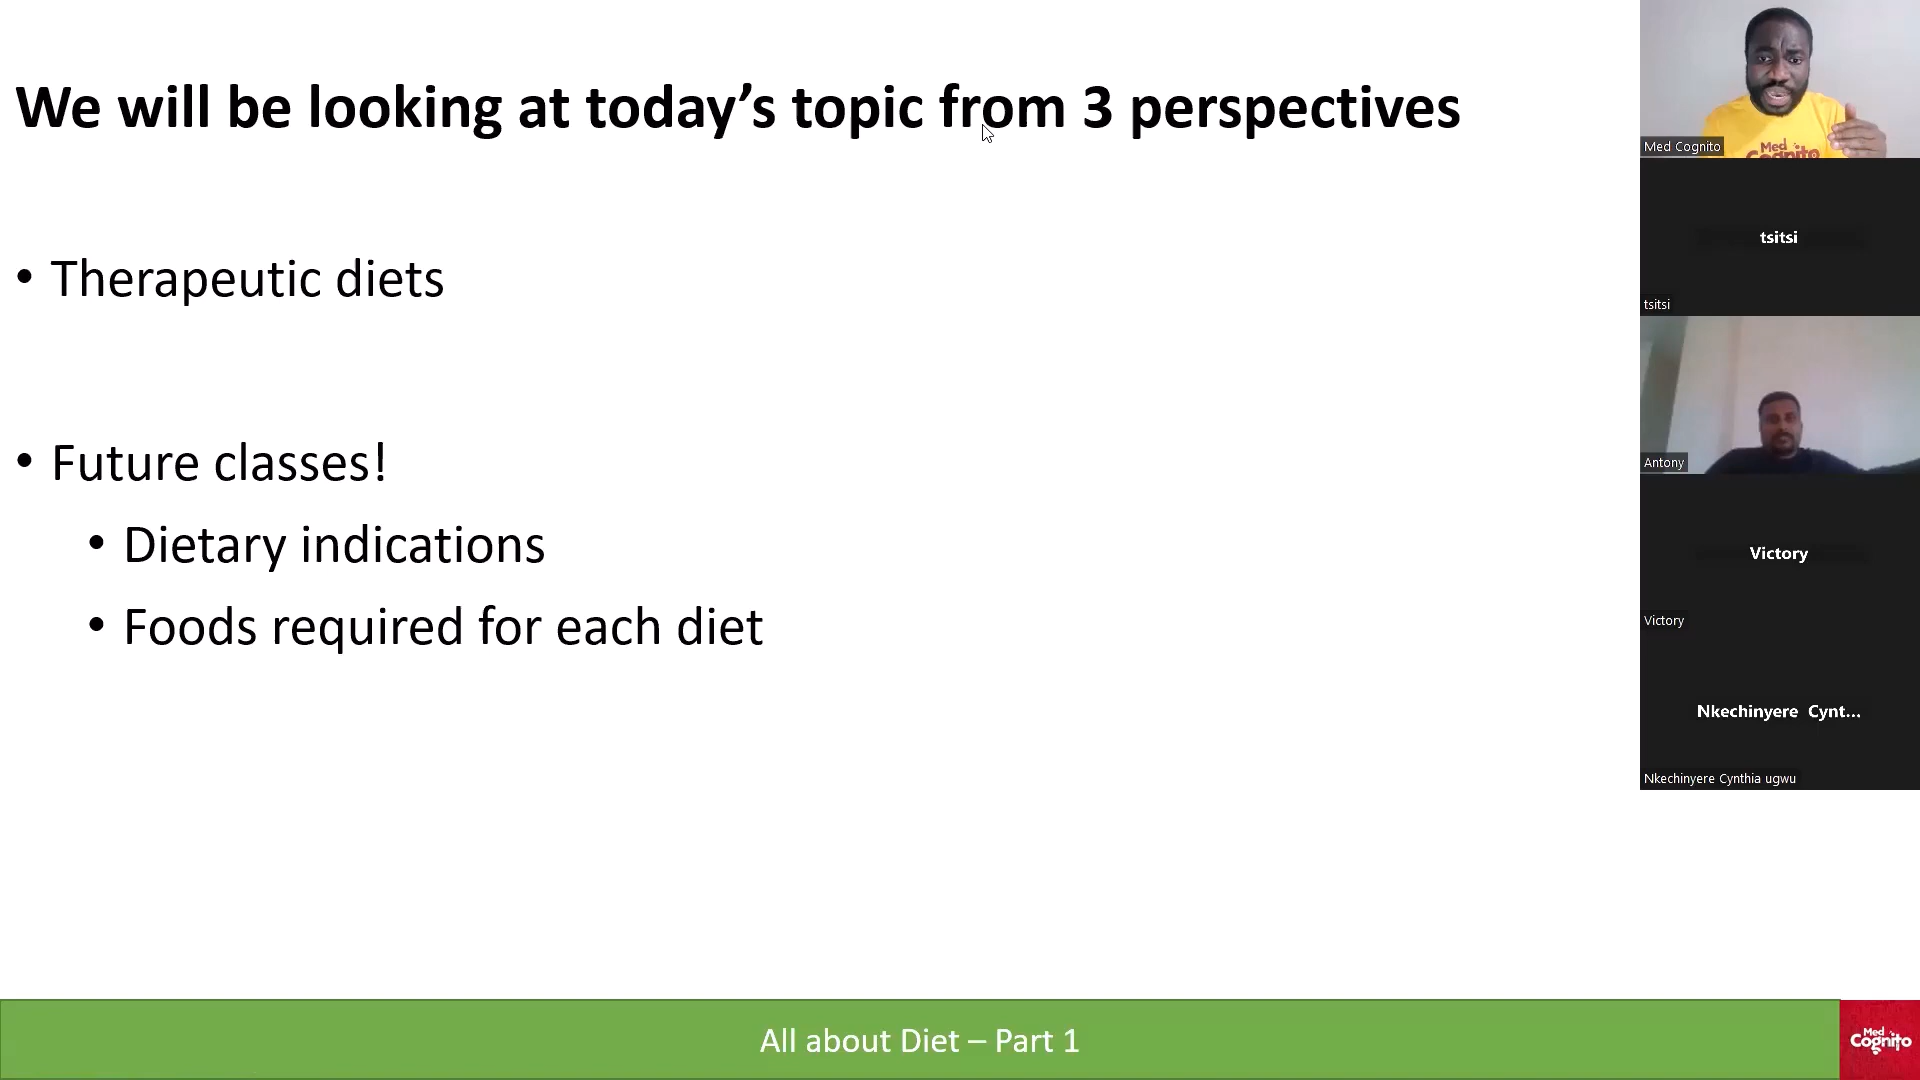 We will be looking at today’s topic from 3 perspectives
• Therapeutic diets
• Future classes!
• Dietary indications
• Foods required for each diet
All about Diet – Part 1
Med
Cognito
Med
Cognito
Med Cognito
tsitsi
tsitsi
Antony
Victory
Victory
Nkechinyere Cynt...
Nkechinyere Cynthia ugwu